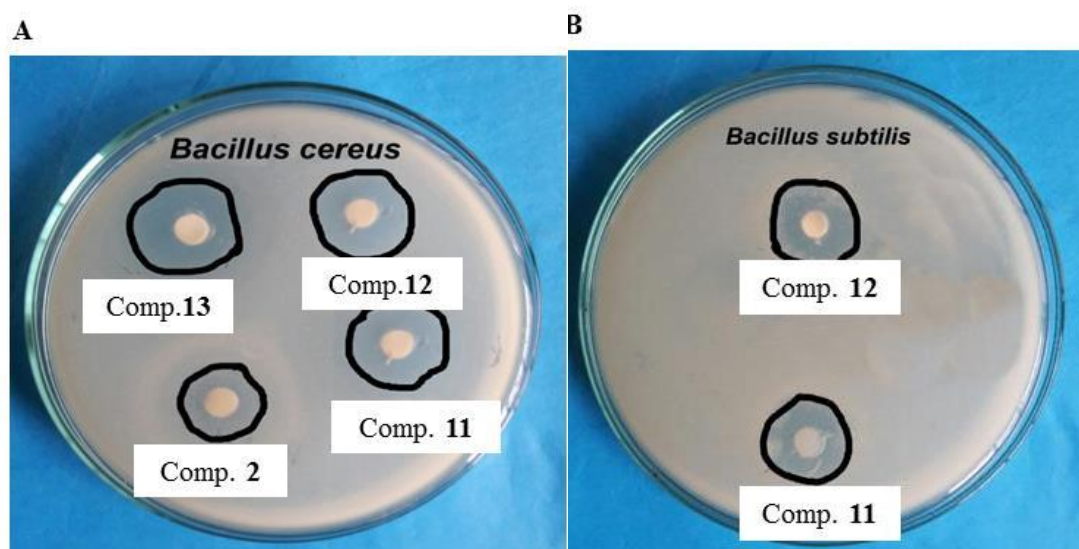 A
B
Bacillus cereus
Comp.13
Comp.12
Comp. 2
Comp. 11
Bacillus subtilis
Comp. 12
Comp. 11